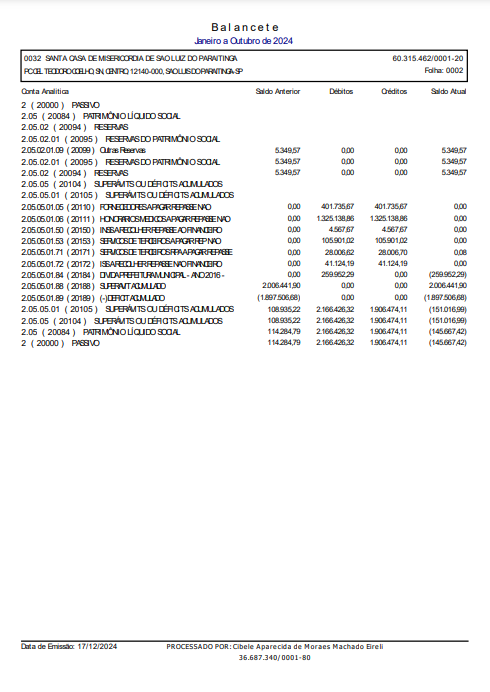 Balancete
Janeiro a Outubro de 2024
0032 SANTA CASA DE MISERICORDIA DE SAO LUIZ DO PARAITINGA 60.315.462/0001-20
PC CEL TEODORO COELHO, SN, CENTRO, 12140-000, SAO LUIS DO PARAITINGA-SP Folha: 0002
Conta Analítica Saldo Anterior Débitos Créditos Saldo Atual
2 ( 20000 ) PASSIVO
2.05 ( 20084 ) PATRIMÔNIO LÍQUIDO SOCIAL
2.05.02 ( 20094 ) RESERVAS
2.05.02.01 ( 20095 ) RESERVAS DO PATRIMÔNIO SOCIAL
2.05.02.01.09 ( 20099 ) Outras Reservas 5.349,57 0,00 0,00 5.349,57
2.05.02.01 ( 20095 ) RESERVAS DO PATRIMÔNIO SOCIAL 5.349,57 0,00 0,00 5.349,57
2.05.02 ( 20094 ) RESERVAS 5.349,57 0,00 0,00 5.349,57
2.05.05 ( 20104 ) SUPERÁVITS OU DÉFICITS ACUMULADOS
2.05.05.01 ( 20105 ) SUPERÁVITS OU DÉFICITS ACUMULADOS
2.05.05.01.05 ( 20110 ) FORNECEDORES A PAGAR REPASSE NAO 0,00 401.735,67 401.735,67 0,00
2.05.05.01.06 ( 20111 ) HONORARIOS MEDICOS A PAGAR REPASSE NAO 0,00 1.325.138,86 1.325.138,86 0,00
2.05.05.01.50 ( 20150 ) INSS A RECOLHER REPASSE NAO FINANCEIRO 0,00 4.567,67 4.567,67 0,00
2.05.05.01.53 ( 20153 ) SERVICOS DE TERCEIROS A PAGAR REP NAO 0,00 105.901,02 105.901,02 0,00
2.05.05.01.71 ( 20171 ) SERVICOS DE TERCEIROS RPA A PAGAR REPASSE 0,00 28.006,62 28.006,70 0,08
2.05.05.01.72 ( 20172 ) ISS A RECOLHER REPASSE NAO FINANCEIRO 0,00 41.124,19 41.124,19 0,00
2.05.05.01.84 ( 20184 ) DIVIDA PREFEITURA MUNICIPAL - ANO 2016 - 0,00 259.952,29 0,00 (259.952,29)
2.05.05.01.88 ( 20188 ) SUPERAVIT ACUMULADO 2.006.441,90 0,00 0,00 2.006.441,90
2.05.05.01.89 ( 20189 ) (-) DEFICIT ACUMULADO (1.897.506,68) 0,00 0,00 (1.897.506,68)
2.05.05.01 ( 20105 ) SUPERÁVITS OU DÉFICITS ACUMULADOS 108.935,22 2.166.426,32 1.906.474,11 (151.016,99)
2.05.05 ( 20104 ) SUPERÁVITS OU DÉFICITS ACUMULADOS 108.935,22 2.166.426,32 1.906.474,11 (151.016,99)
2.05 ( 20084 ) PATRIMÔNIO LÍQUIDO SOCIAL 114.284,79 2.166.426,32 1.906.474,11 (145.667,42)
2 ( 20000 ) PASSIVO 114.284,79 2.166.426,32 1.906.474,11 (145.667,42)
Data de Emissão: 17/12/2024 PROCESSADO POR: Cibele Aparecida de Moraes Machado Eireli
36.687.340/0001-80